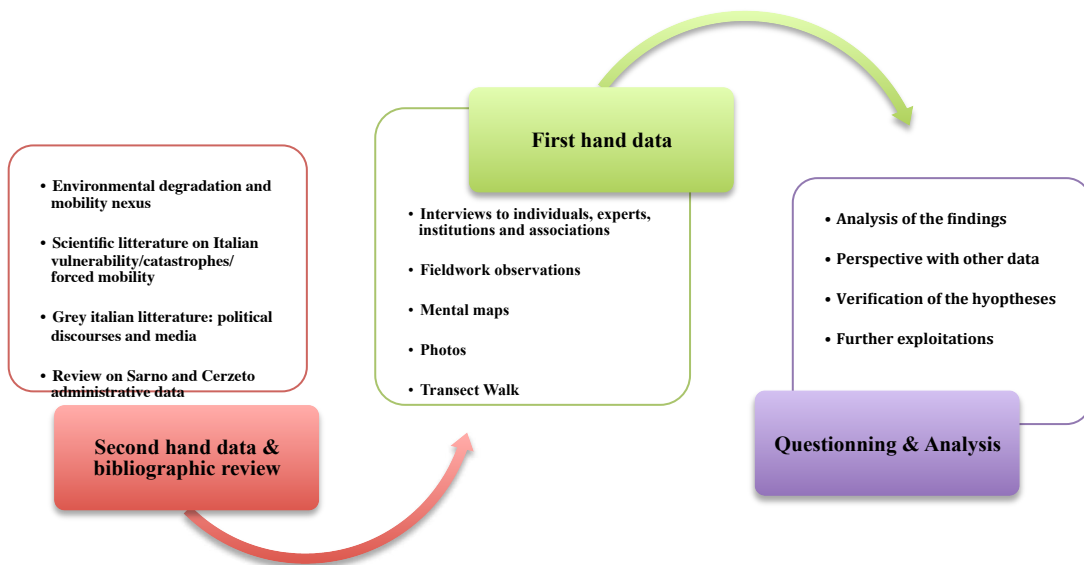 • Environmental degradation and
mobility nexus
• Scientific litterature on Italian
vulnerability/catastrophes/
forced mobility
• Grey italian litterature: political
discourses and media
• Review on Sarno and Cerzeto
administrative data
Second hand data &
bibliographic review
First hand data
• Interviews to individuals, experts,
institutions and associations
• Fieldwork observations
• Mental maps
• Photos
• Transect Walk
• Analysis of the findings
• Perspective with other data
• Verification of the hyoptheses
• Further exploitations
Questionning & Analysis